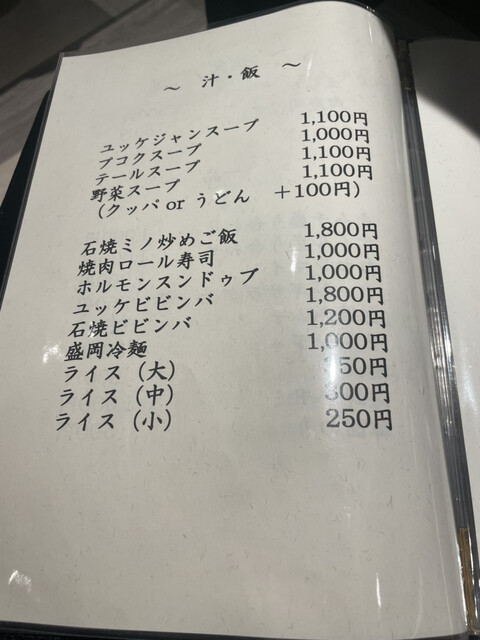 ～ 汁・飯 ～
ユッケジャンスープ 1,100円
プコクスープ 1,000円
テールスープ 1,100円
野菜スープ 1,100円
(クッパ or うどん ＋100円)
石焼ミノ炒めご飯 1,800円
焼肉ロール寿司 1,000円
ホルモンスンドゥブ 1,000円
ユッケビビンバ 1,800円
石焼ビビンバ 1,200円
盛岡冷麺 1,000円
ライス (大)
ライス (中) 300円
ライス (小) 250円